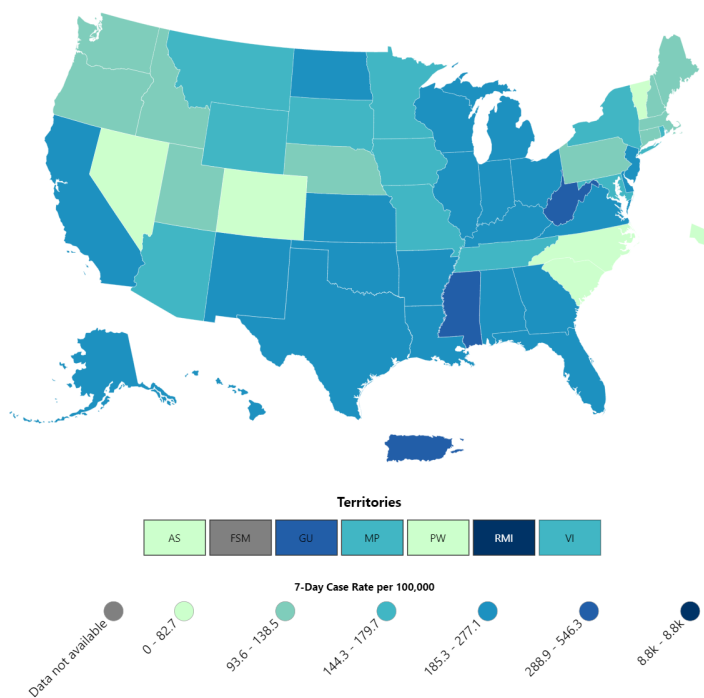 Territories
AS FSM GU MP PW RMI VI
7-Day Case Rate per 100,000
Data not available
0 - 82.7
93.6 - 138.5
144.3 - 179.7
185.3 - 277.1
288.9 - 546.3
8.8k - 8.8k